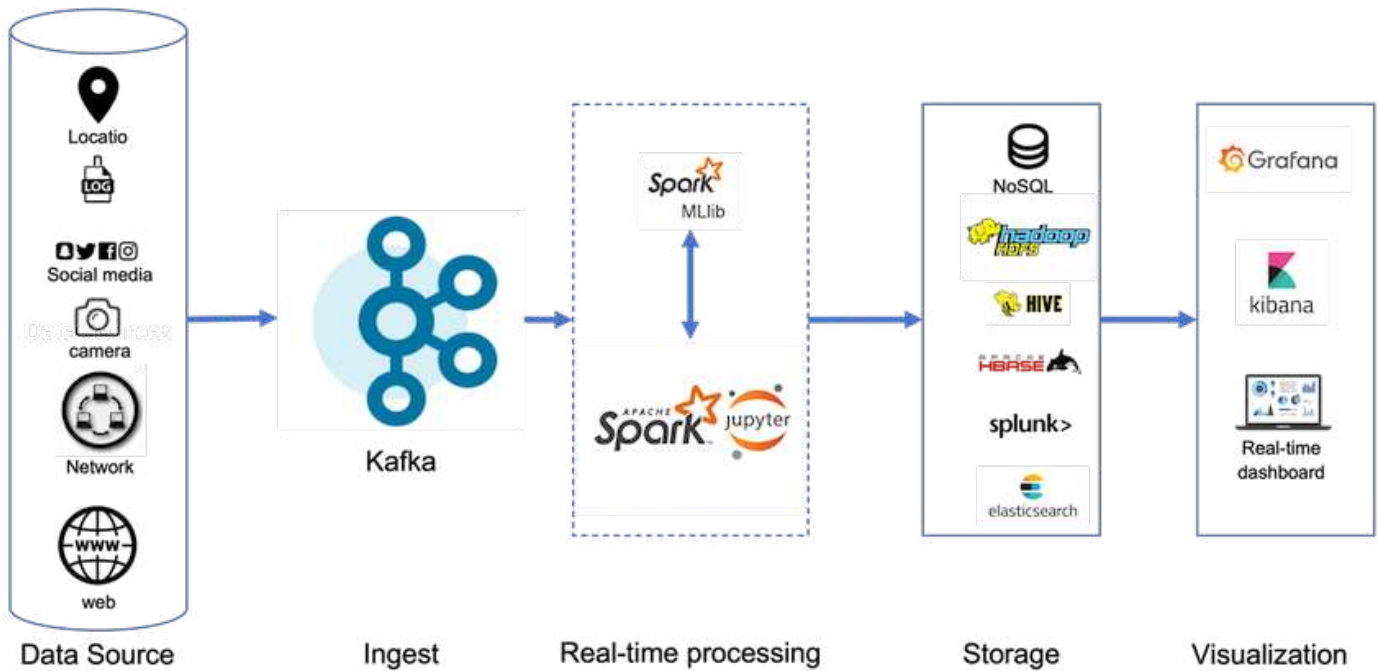 Locatio
LOG
Social media
camera
Network
WWW
web
Data Source
Kafka
Ingest
Spark
MLlib
APACHE
Spark
jupyter
Real-time processing
NoSQL
hadoop
HDFS
HIVE
APACHE
HBASE
splunk>
elasticsearch
Storage
Grafana
kibana
Real-time
dashboard
Visualization